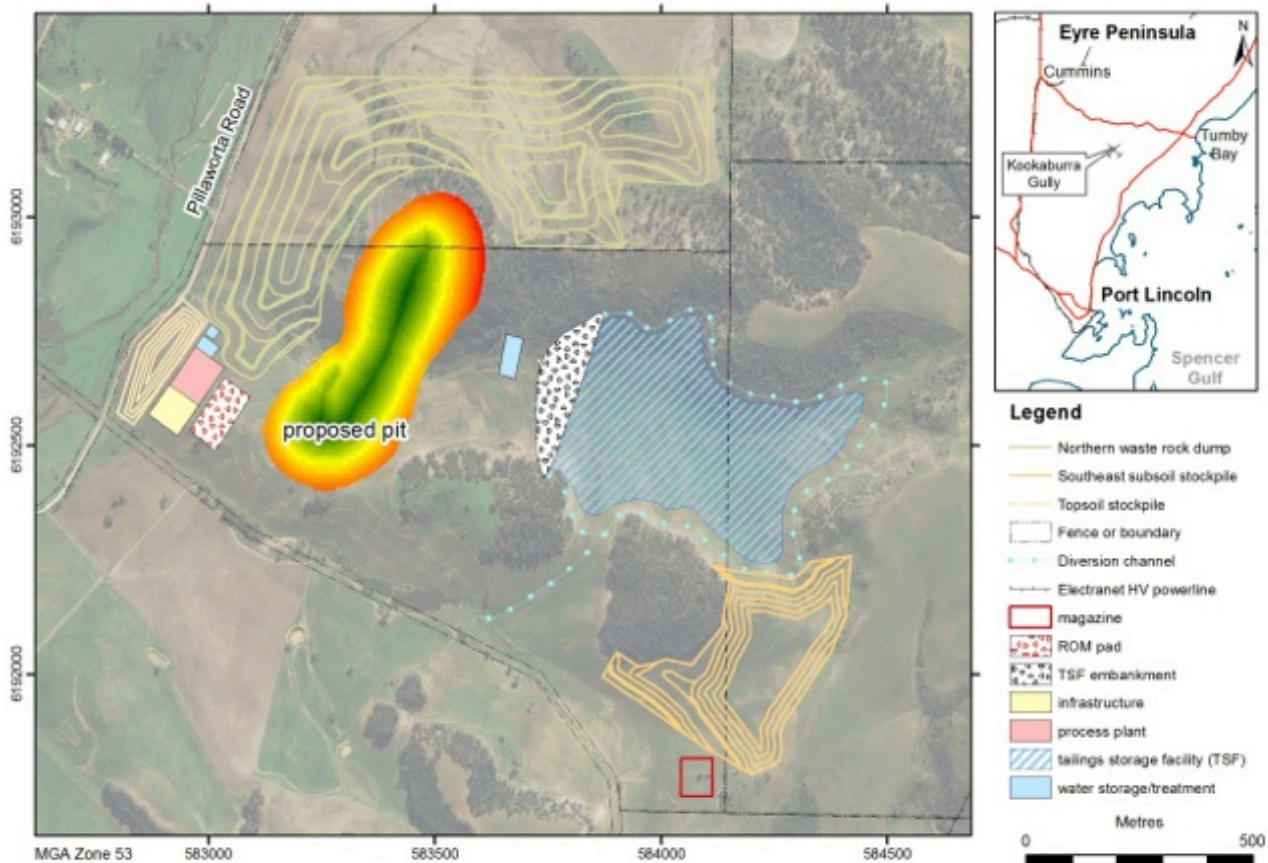 Pillaworta Road
proposed pit
6193000
6192500
6192000
MGA Zone 53
583000
583500
584000
584500
Eyre Peninsula
N
Cummins
Tumby
Bay
Kookaburra
Gully
Port Lincoln
Spencer
Gulf
Legend
Northern waste rock dump
Southeast subsoil stockpile
Topsoil stockpile
Fence or boundary
Diversion channel
Electranet HV powerline
magazine
ROM pad
TSF embankment
infrastructure
process plant
tailings storage facility (TSF)
water storage/treatment
Metres
0
500